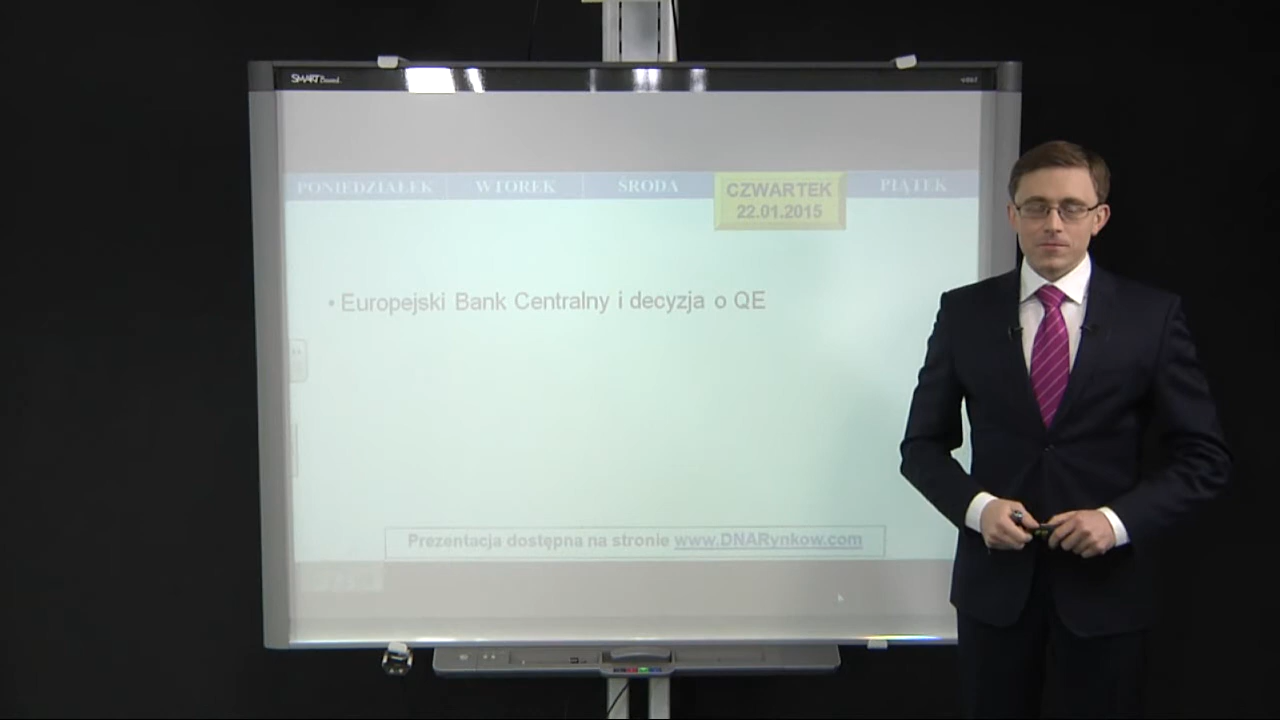 SMART Board
PONIEDZIAŁEK WTOREK ŚRODA CZWARTEK PIĄTEK
22.01.2015
• Europejski Bank Centralny i decyzja o QE
Prezentacja dostępna na stronie www.DNARynkow.com